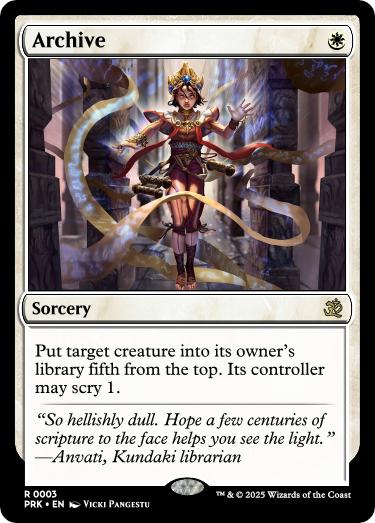 Archive
Sorcery
Put target creature into its owner's
library fifth from the top. Its controller
may scry 1.
“So hellishly dull. Hope a few centuries of
scripture to the face helps you see the light.”
—Anvati, Kundaki librarian
R 0003
PRK • EN Vicki Pangestu
™ & © 2025 Wizards of the Coast